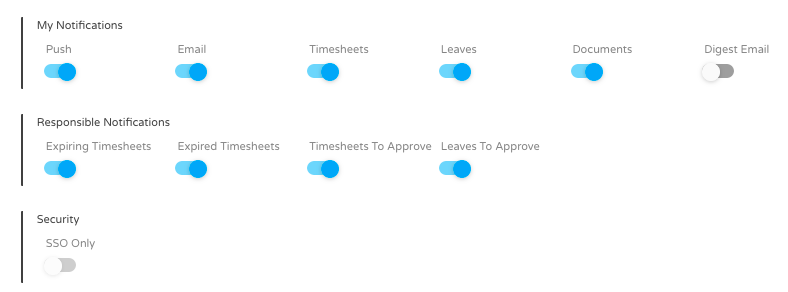 My Notifications
Push Email Timesheets Leaves Documents Digest Email
Responsible Notifications
Expiring Timesheets Expired Timesheets Timesheets To Approve Leaves To Approve
Security
SSO Only